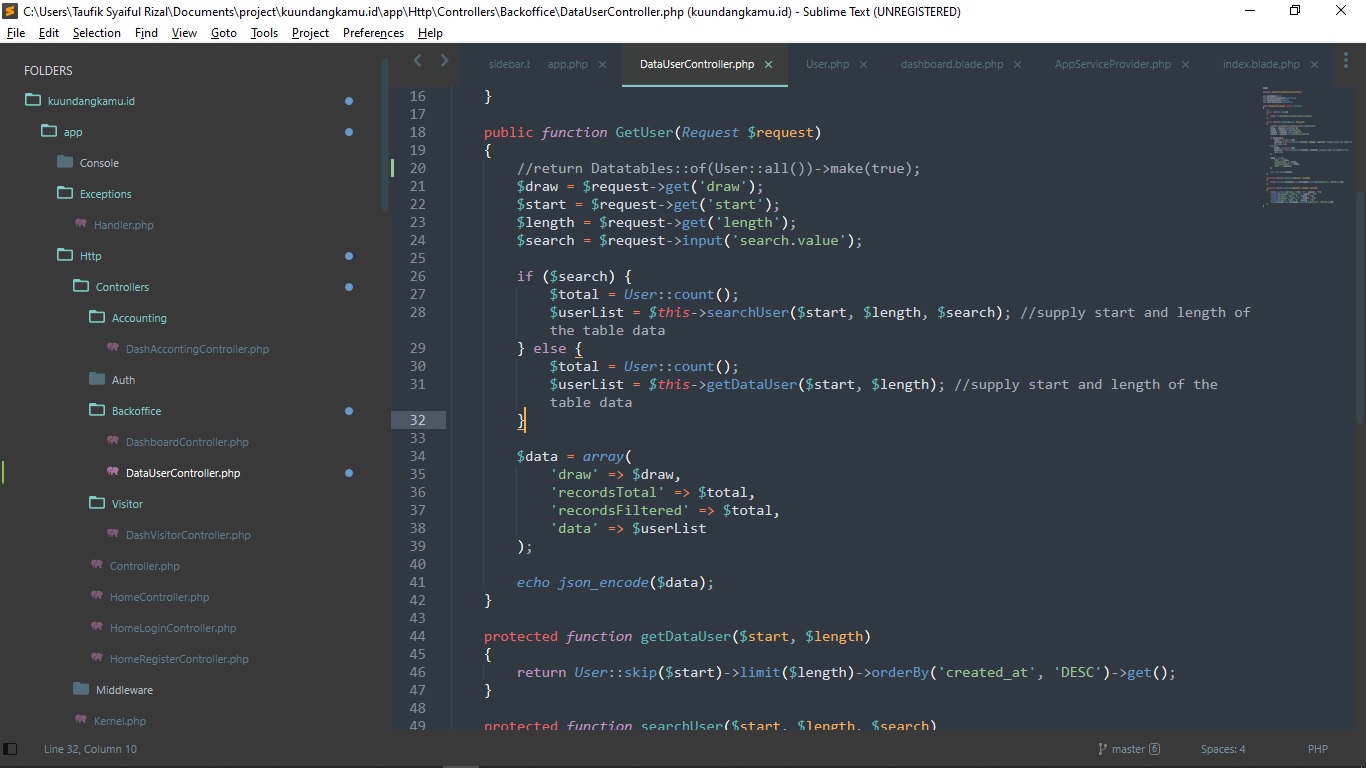 C:\Users\Taufik Syaiful Rizal\Documents\project\kuundangkamu.id\app\Http\Controllers\Backoffice\DataUserController.php (kuundangkamu.id) - Sublime Text (UNREGISTERED)
File Edit Selection Find View Goto Tools Project Preferences Help
FOLDERS
kuundangkamu.id
app
Console
Exceptions
Handler.php
Http
Controllers
Accounting
DashAccontingController.php
Auth
Backoffice
DashboardController.php
DataUserController.php
Visitor
DashVisitorController.php
Controller.php
HomeController.php
HomeLoginController.php
HomeRegisterController.php
Middleware
Kernel.php
sidebar.t app.php DataUserController.php User.php dashboard.blade.php AppServiceProvider.php index.blade.php
16 }
17
18 public function GetUser(Request $request)
19 {
20 //return Datatables::of(User::all())->make(true);
21 $draw = $request->get('draw');
22 $start = $request->get('start');
23 $length = $request->get('length');
24 $search = $request->input('search.value');
25
26 if ($search) {
27 $total = User::count();
28 $userList = $this->searchUser($start, $length, $search); //supply start and length of
the table data
29 } else {
30 $total = User::count();
31 $userList = $this->getDataUser($start, $length); //supply start and length of the
table data
32 }
33
34 $data = array(
35 'draw' => $draw,
36 'recordsTotal' => $total,
37 'recordsFiltered' => $total,
38 'data' => $userList
39 );
40
41 echo json_encode($data);
42 }
43
44 protected function getDataUser($start, $length)
45 {
46 return User::skip($start)->limit($length)->orderBy('created_at', 'DESC')->get();
47 }
48
49 protected function searchUser($start, $length, $search)
Line 32, Column 10 master 6 Spaces: 4 PHP